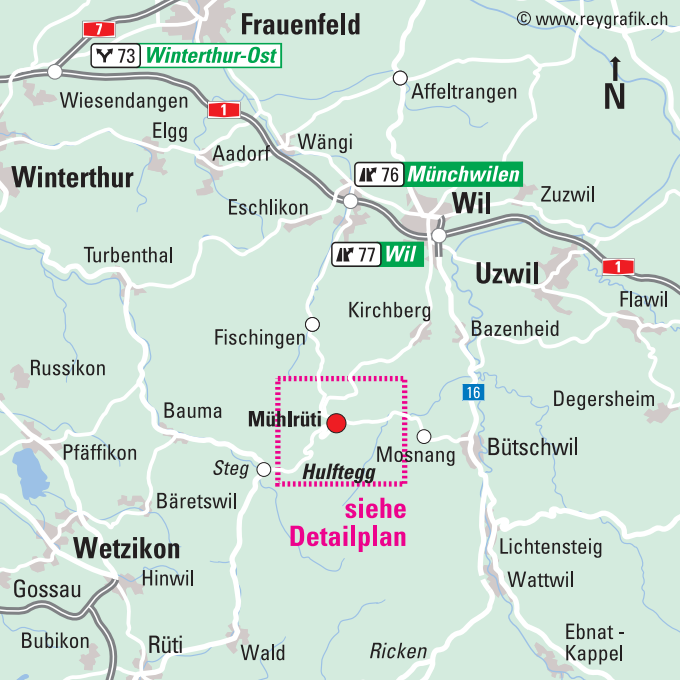 Frauenfeld
© www.reygrafik.ch
7
73 Winterthur-Ost
Wiesendangen
Affeltrangen
N
1
Elgg
Wängi
Aadorf
Winterthur
76 Münchwilen
Eschlikon
Wil
Zuzwil
Turbenthal
77 Wil
Uzwil
1
Flawil
Kirchberg
Fischingen
Bazenheid
Russikon
16
Degersheim
Bauma
Mühlrüti
Pfäffikon
Steg
Hulftegg
Mosnang
Bütschwil
Bäretswil
siehe
Detailplan
Wetzikon
Lichtensteig
Hinwil
Wattwil
Gossau
Bubikon
Rüti
Wald
Ricken
Ebnat -
Kappel